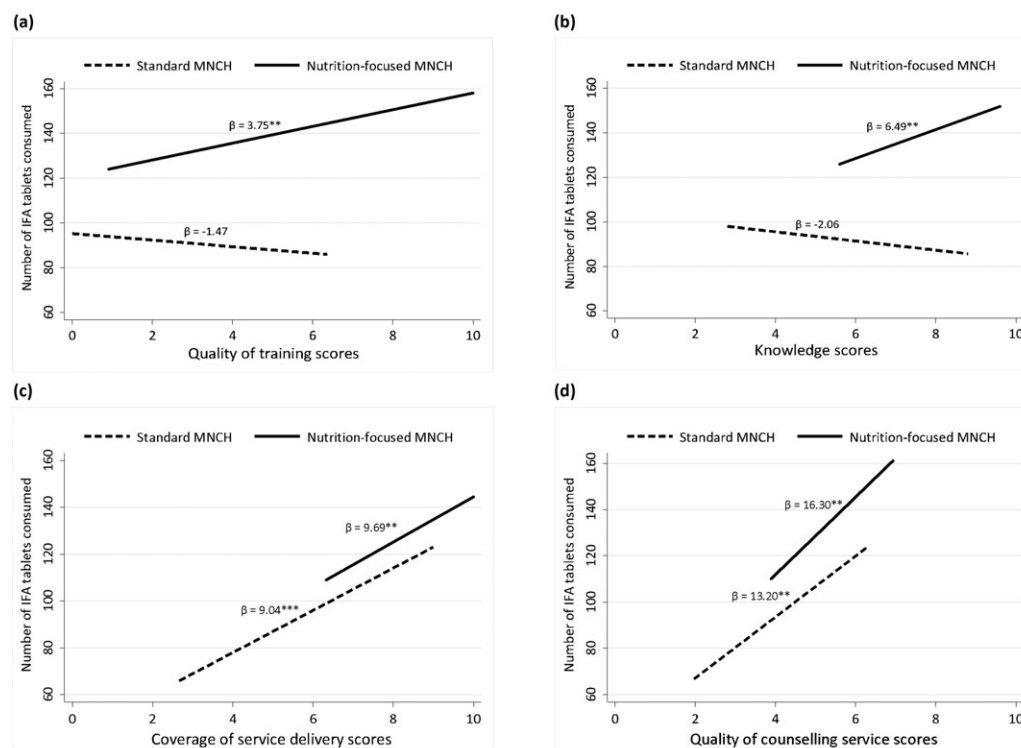 (a)
Standard MNCH Nutrition-focused MNCH
Number of IFA tablets consumed
160
140
120
100
80
60
β = 3.75**
β = -1.47
0 2 4 6 8 10
Quality of training scores
(b)
Standard MNCH Nutrition-focused MNCH
Number of IFA tablets consumed
160
140
120
100
80
60
β = 6.49**
β = -2.06
0 2 4 6 8 10
Knowledge scores
(c)
Standard MNCH Nutrition-focused MNCH
Number of IFA tablets consumed
160
140
120
100
80
60
β = 9.69**
β = 9.04***
0 2 4 6 8 10
Coverage of service delivery scores
(d)
Standard MNCH Nutrition-focused MNCH
Number of IFA tablets consumed
160
140
120
100
80
60
β = 16.30**
β = 13.20**
0 2 4 6 8 10
Quality of counselling service scores